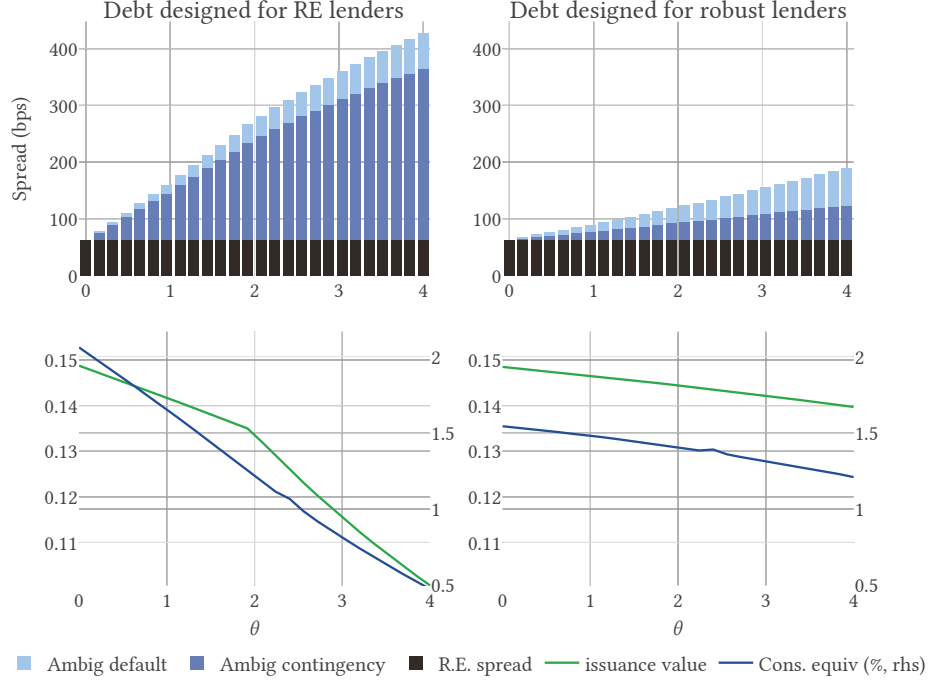 Debt designed for RE lenders
Debt designed for robust lenders
Spread (bps)
400
300
200
100
0
0 1 2 3 4
400
300
200
100
0
0 1 2 3 4
0.15
0.14
0.13
0.12
0.11
2
1.5
1
0.5
0 1 2 3 4
θ
0.15
0.14
0.13
0.12
0.11
2
1.5
1
0.5
0 1 2 3 4
θ
Ambig default Ambig contingency R.E. spread issuance value Cons. equiv (%, rhs)